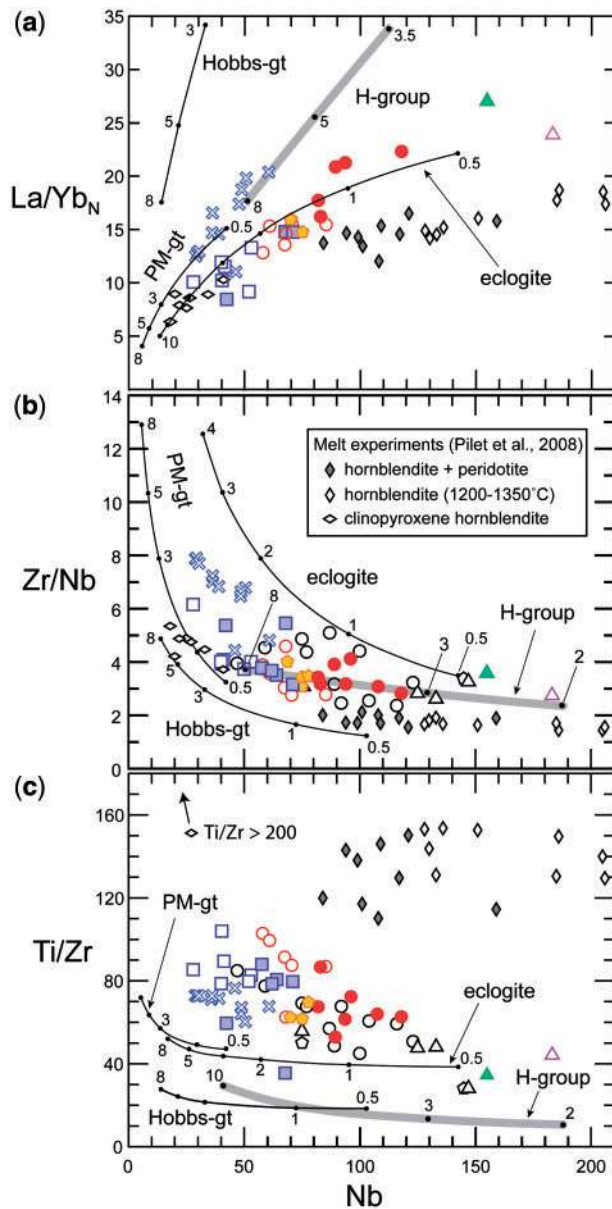 (a)
35
30
25
20
15
10
5
0
La/Yb_N
Hobbs-gt
3
5
8
3.5
5
8
H-group
PM-gt
0.5
3
5
8
10
1
0.5
eclogite
(b)
14
12
10
8
6
4
2
0
Zr/Nb
Melt experiments (Pilet et al., 2008)
hornblendite + peridotite
hornblendite (1200-1350°C)
clinopyroxene hornblendite
8
PM-gt
5
3
4
3
2
eclogite
1
0.5
8
H-group
3
2
8
5
3
Hobbs-gt
1
0.5
(c)
160
120
80
40
0
Ti/Zr
Ti/Zr > 200
PM-gt
3
0.5
5
2
1
eclogite
0.5
H-group
10
8
Hobbs-gt
1
0.5
3
2
0 50 100 150 200
Nb